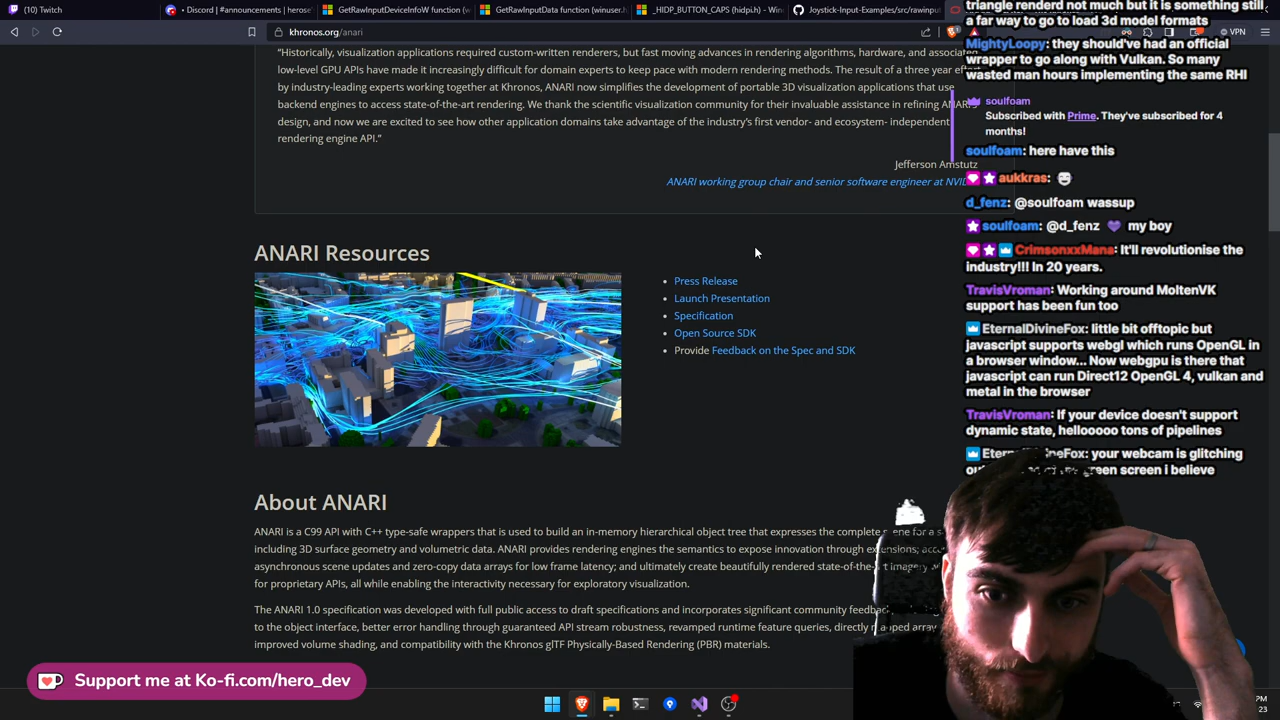 (10) Twitch
Discord | #announcements | herose
GetRawInputDeviceInfoW function (w
GetRawInputData function (winuser.h
_HIDP_BUTTON_CAPS (hidpi.h) - Win
Joystick-Input-Examples/src/rawinpu
khronos.org/anari
VPN
“Historically, visualization applications required custom-written renderers, but fast moving advances in rendering algorithms, hardware, and associated
low-level GPU APIs have made it increasingly difficult for domain experts to keep pace with modern rendering methods. The result of a three year effort
by industry-leading experts working together at Khronos, ANARI now simplifies the development of portable 3D visualization applications that use
backend engines to access state-of-the-art rendering. We thank the scientific visualization community for their invaluable assistance in refining ANARI's
design, and now we are excited to see how other application domains take advantage of the industry's first vendor- and ecosystem- independent
rendering engine API.”
Jefferson Amstutz
ANARI working group chair and senior software engineer at NVID
ANARI Resources
Press Release
Launch Presentation
Specification
Open Source SDK
Provide Feedback on the Spec and SDK
About ANARI
ANARI is a C99 API with C++ type-safe wrappers that is used to build an in-memory hierarchical object tree that expresses the complete scene for a s
including 3D surface geometry and volumetric data. ANARI provides rendering engines the semantics to expose innovation through extensions; acc
asynchronous scene updates and zero-copy data arrays for low frame latency; and ultimately create beautifully rendered state-of-the-art imagery
for proprietary APIs, all while enabling the interactivity necessary for exploratory visualization.
The ANARI 1.0 specification was developed with full public access to draft specifications and incorporates significant community feedba
to the object interface, better error handling through guaranteed API stream robustness, revamped runtime feature queries, directly mapped array
improved volume shading, and compatibility with the Khronos glTF Physically-Based Rendering (PBR) materials.
triangle renderd not much but it is something still
a far way to go to load 3d model formats
MightyLoopy: they should've had an official
wrapper to go along with Vulkan. So many
wasted man hours implementing the same RHI
soulfoam
Subscribed with Prime. They've subscribed for 4
months!
soulfoam: here have this
aukkras:
d_fenz: @soulfoam wassup
soulfoam: @d_fenz 💜 my boy
CrimsonxxMana: It'll revolutionise the
industry!!! In 20 years.
TravisVroman: Working around MoltenVK
support has been fun too
EternalDivineFox: little bit offtopic but
javascript supports webgl which runs OpenGL in
a browser window... Now webgpu is there that
javascript can run Direct12 OpenGL 4, vulkan and
metal in the browser
TravisVroman: If your device doesn't support
dynamic state, hellooooo tons of pipelines
EternalDivineFox: your webcam is glitching
green screen i believe
Support me at Ko-fi.com/hero_dev